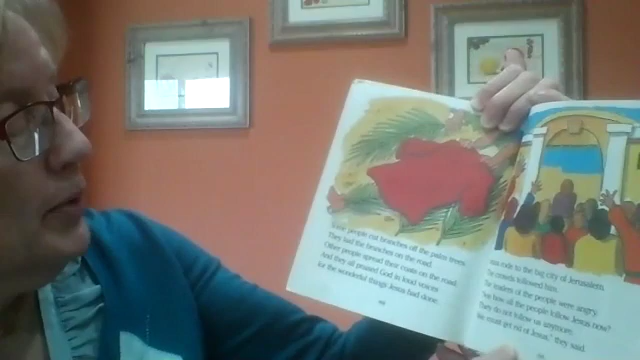 Some people cut branches off the palm trees.
They laid the branches on the road.
Other people spread their coats on the road.
And they all praised God in loud voices
for the wonderful things Jesus had done.
rode to the big city of Jerusalem.
The crowds followed him.
The leaders of the people were angry.
"See how all the people follow Jesus now?
They do not follow us anymore.
We must get rid of Jesus," they said.